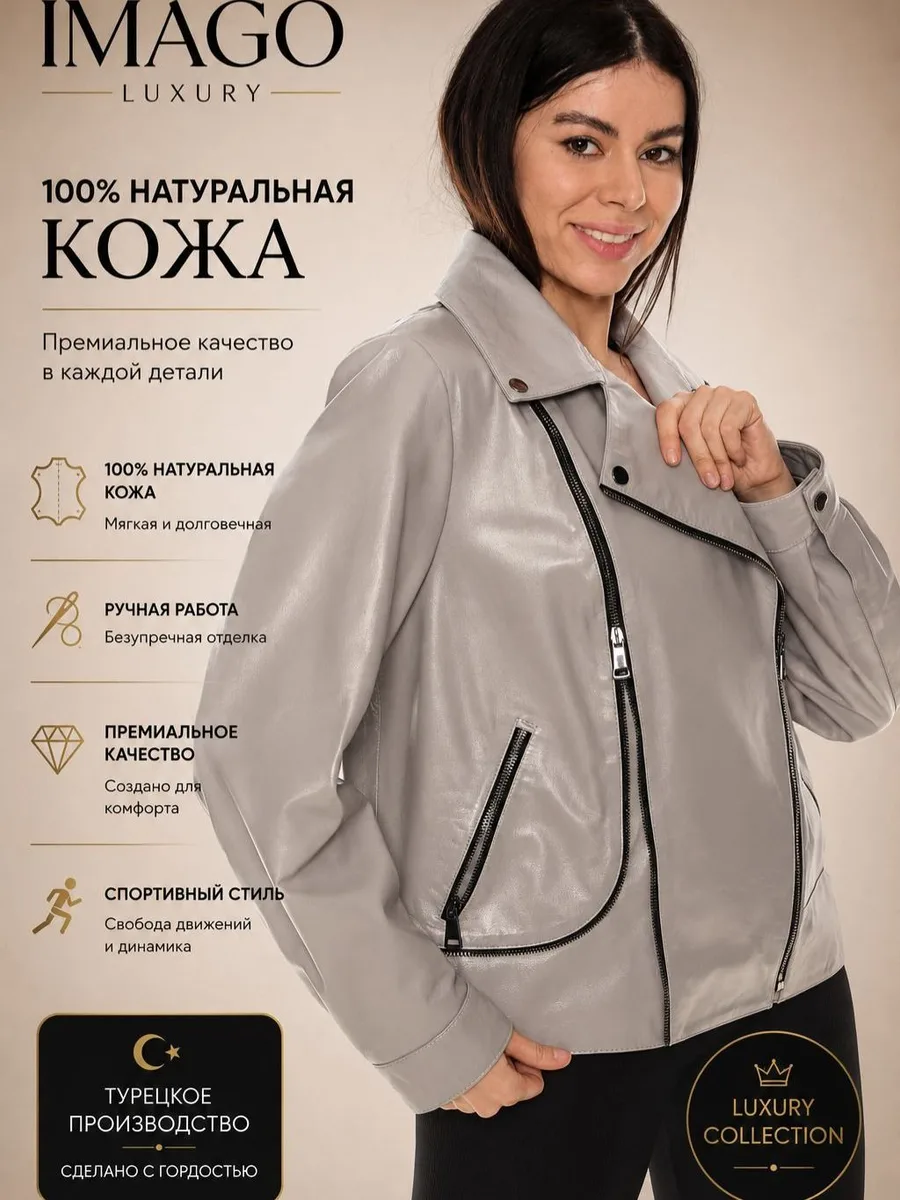 IMAGO
LUXURY
100% НАТУРАЛЬНАЯ
КОЖА
Премиальное качество
в каждой детали
100% НАТУРАЛЬНАЯ
КОЖА
Мягкая и долговечная
РУЧНАЯ РАБОТА
Безупречная отделка
ПРЕМИАЛЬНОЕ
КАЧЕСТВО
Создано для
комфорта
СПОРТИВНЫЙ СТИЛЬ
Свобода движений
и динамика
ТУРЕЦКОЕ
ПРОИЗВОДСТВО
СДЕЛАНО С ГОРДОСТЬЮ
LUXURY
COLLECTION